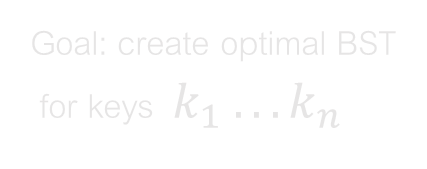 Goal: create optimal BST
for keys k₁ …kₙ